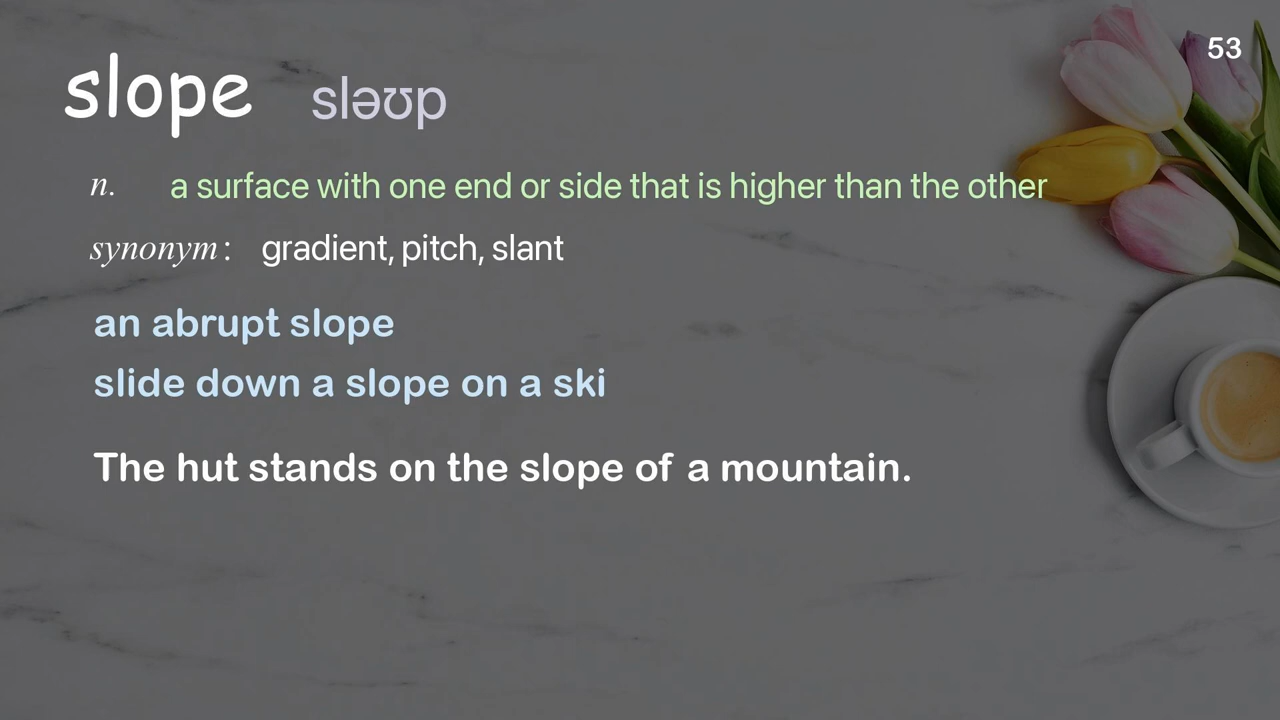 53
slope sləʊp
n. a surface with one end or side that is higher than the other
synonym: gradient, pitch, slant
an abrupt slope
slide down a slope on a ski
The hut stands on the slope of a mountain.